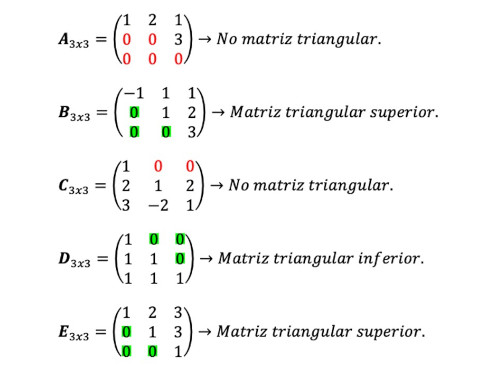 A3x3 = (1 2 1
0 0 3
0 0 0) → No matriz triangular.
B3x3 = (−1 1 1
0 1 2
0 0 3) → Matriz triangular superior.
C3x3 = (1 0 0
2 1 2
3 −2 1) → No matriz triangular.
D3x3 = (1 0 0
1 1 0
1 1 1) → Matriz triangular inferior.
E3x3 = (1 2 3
0 1 3
0 0 1) → Matriz triangular superior.